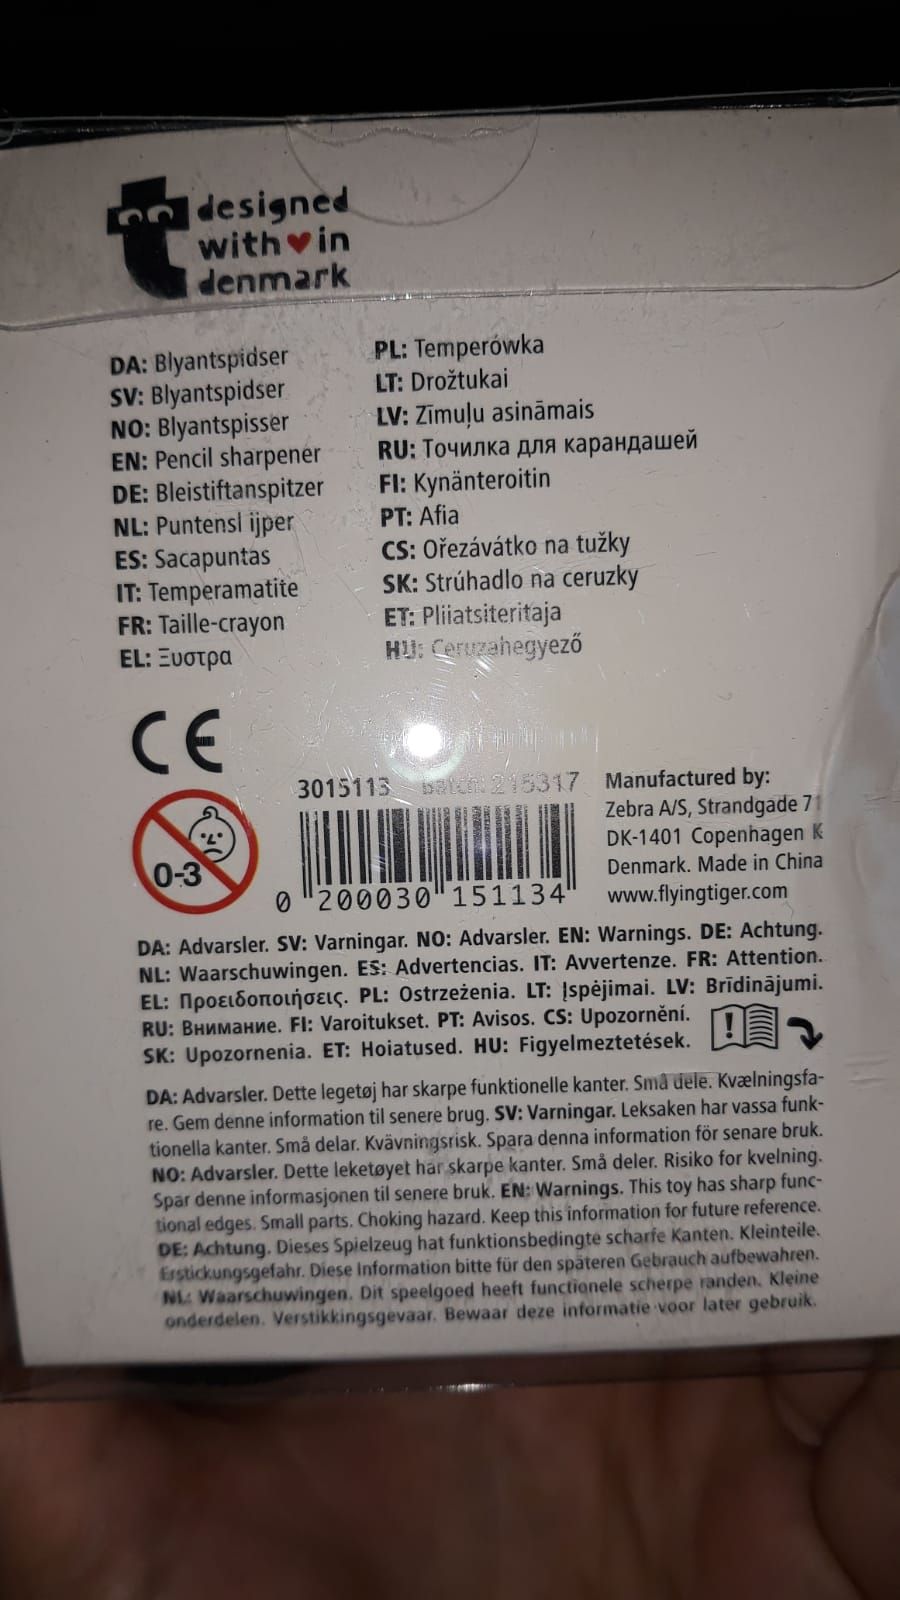 designed
with♥in
denmark
DA: Blyantspidser
SV: Blyantspidser
NO: Blyantspisser
EN: Pencil sharpener
DE: Bleistiftanspitzer
NL: Puntensl ijper
ES: Sacapuntas
IT: Temperamatite
FR: Taille-crayon
EL: Ξυστρα
PL: Temperówka
LT: Drožtukai
LV: Zīmuļu asināmais
RU: Точилка для карандашей
FI: Kynänteroitin
PT: Afia
CS: Ořezávátko na tužky
SK: Strúhadlo na ceruzky
ET: Pliiatsiteritaja
HU: Ceruzahegyező
CE
0-3
3015113 Batch: 215317
0 200030 151134
Manufactured by:
Zebra A/S, Strandgade 71
DK-1401 Copenhagen K
Denmark. Made in China
www.flyingtiger.com
DA: Advarsler. SV: Varningar. NO: Advarsler. EN: Warnings. DE: Achtung.
NL: Waarschuwingen. ES: Advertencias. IT: Avvertenze. FR: Attention.
EL: Προειδοποιήσεις. PL: Ostrzeżenia. LT: Įspėjimai. LV: Brīdinājumi.
RU: Внимание. FI: Varoitukset. PT: Avisos. CS: Upozornění.
SK: Upozornenia. ET: Hoiatused. HU: Figyelmeztetések.
!
DA: Advarsler. Dette legetøj har skarpe funktionelle kanter. Små dele. Kvælningsfa-
re. Gem denne information til senere brug. SV: Varningar. Leksaken har vassa funk-
tionella kanter. Små delar. Kvävningsrisk. Spara denna information för senare bruk.
NO: Advarsler. Dette leketøyet har skarpe kanter. Små deler. Risiko for kvelning.
Spar denne informasjonen til senere bruk. EN: Warnings. This toy has sharp func-
tional edges. Small parts. Choking hazard. Keep this information for future reference.
DE: Achtung. Dieses Spielzeug hat funktionsbedingte scharfe Kanten. Kleinteile.
Erstickungsgefahr. Diese Information bitte für den späteren Gebrauch aufbewahren.
NL: Waarschuwingen. Dit speelgoed heeft functionele scherpe randen. Kleine
onderdelen. Verstikkingsgevaar. Bewaar deze informatie voor later gebruik.